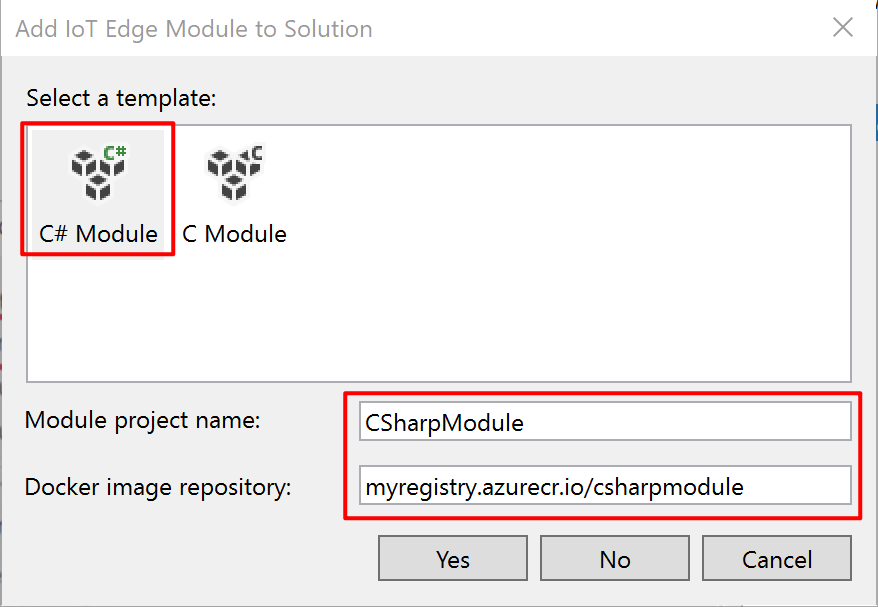 Add IoT Edge Module to Solution
Select a template:
C#
C
C# Module
C Module
Module project name:
CSharpModule
Docker image repository:
myregistry.azurecr.io/csharpmodule
Yes
No
Cancel